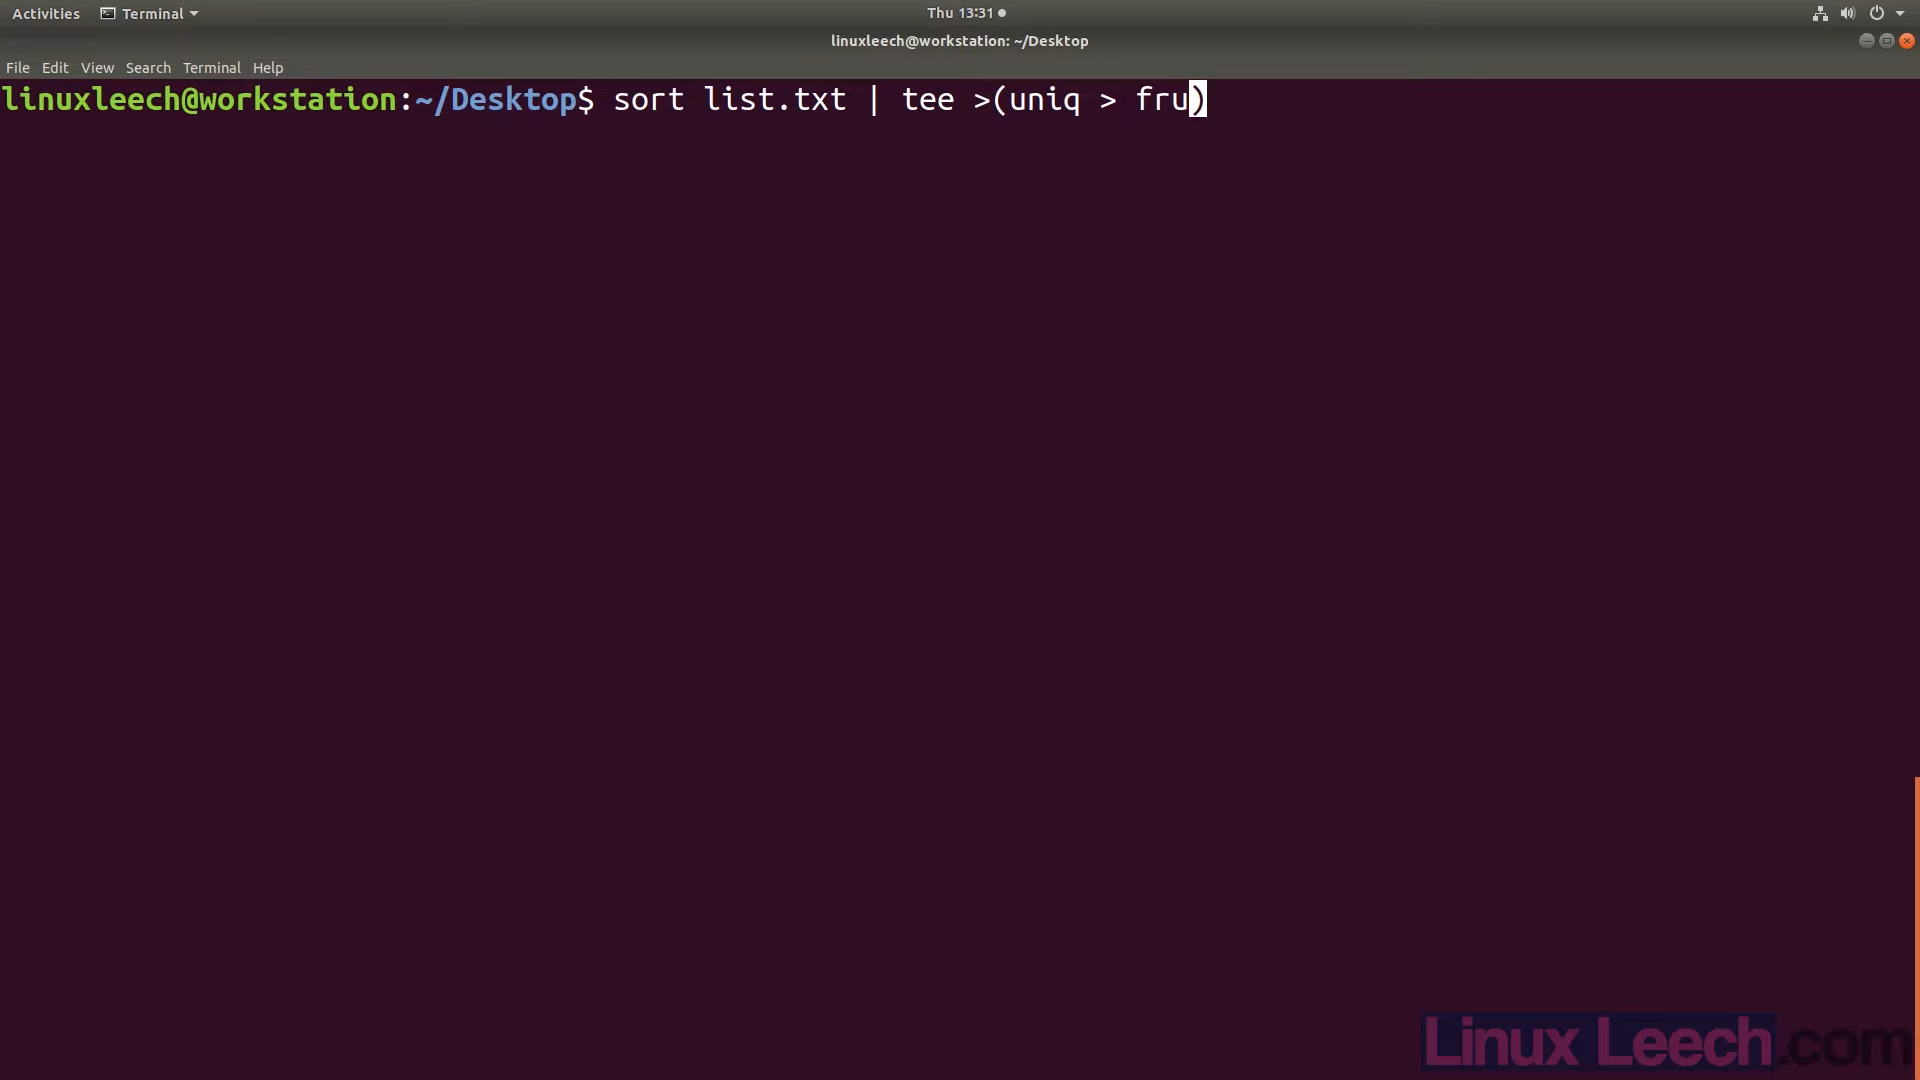 Activities Terminal Thu 13:31
linuxleech@workstation: ~/Desktop
File Edit View Search Terminal Help
linuxleech@workstation:~/Desktop$ sort list.txt | tee >(uniq > fru)
Linux Leech.com